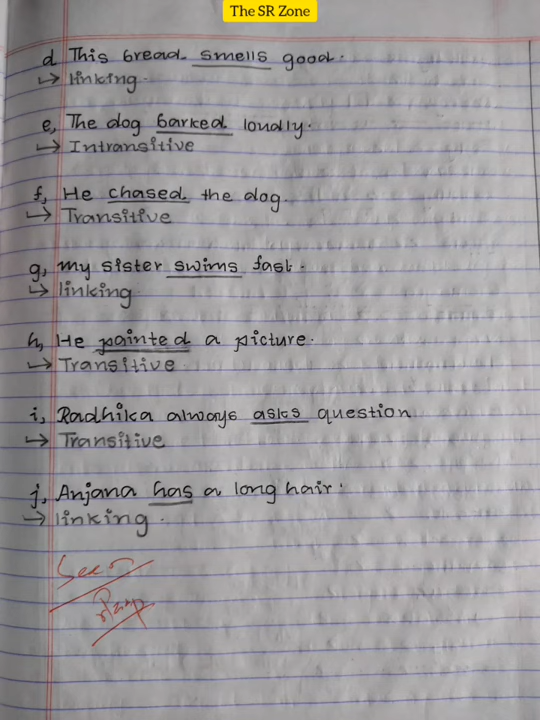 The SR Zone
d This bread smells good.
↳ linking.
e, The dog barked loudly.
↳ Intransitive
f, He chased the dog.
↳ Transitive
g, my sister swims fast.
↳ linking
h, He painted a picture.
↳ Transitive
i, Radhika always asks question
↳ Transitive
j, Anjana has a long hair.
↳ linking.